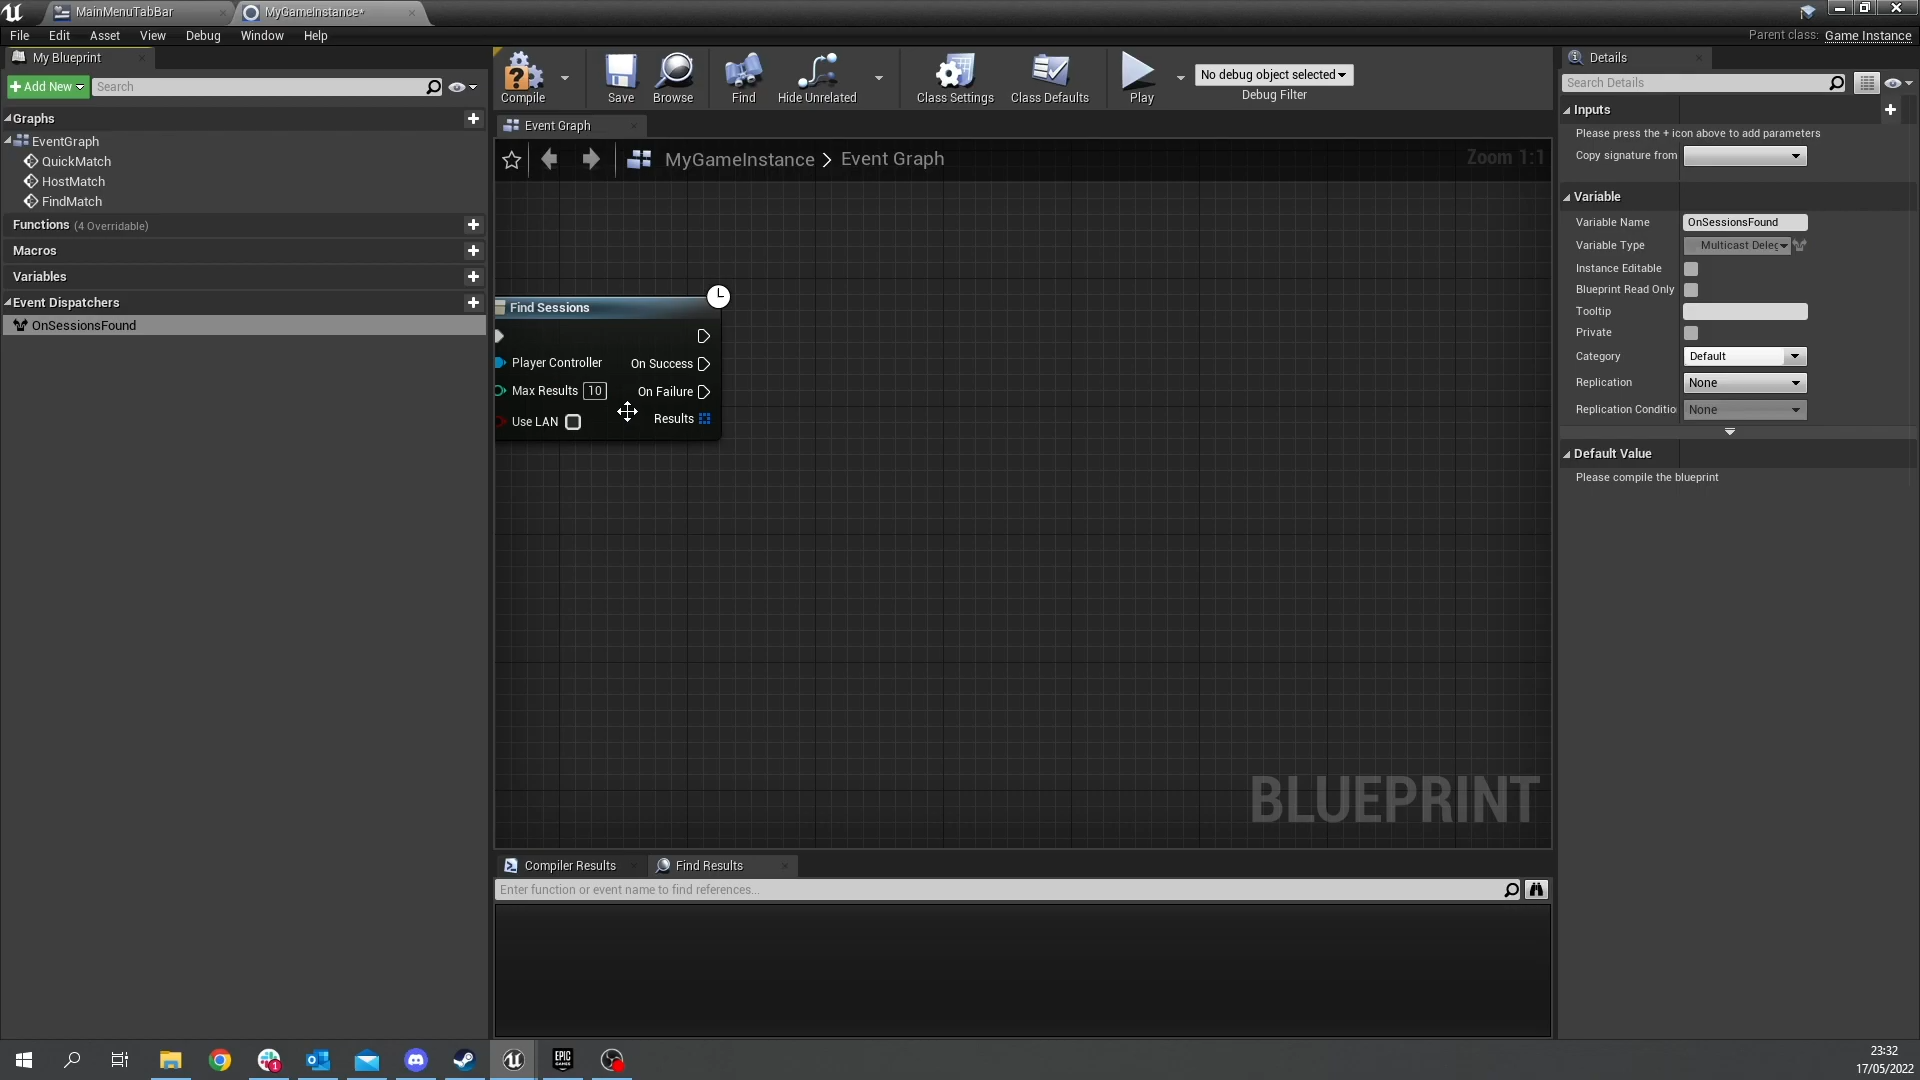 MainMenuTabBar
MyGameInstance*
File Edit Asset View Debug Window Help
Parent class: Game Instance
My Blueprint
Add New
Search
Graphs
EventGraph
QuickMatch
HostMatch
FindMatch
Functions (4 Overridable)
Macros
Variables
Event Dispatchers
OnSessionsFound
Compile
Save
Browse
Find
Hide Unrelated
Class Settings
Class Defaults
Play
No debug object selected
Debug Filter
Event Graph
MyGameInstance > Event Graph
Zoom 1:1
Find Sessions
Player Controller
On Success
Max Results 10
On Failure
Use LAN
Results
BLUEPRINT
Compiler Results
Find Results
Enter function or event name to find references...
Details
Search Details
Inputs
Please press the + icon above to add parameters
Copy signature from
Variable
Variable Name OnSessionsFound
Variable Type Multicast Deleg
Instance Editable
Blueprint Read Only
Tooltip
Private
Category Default
Replication None
Replication Conditio None
Default Value
Please compile the blueprint
1
EPIC
GAMES
23:32
17/05/2022